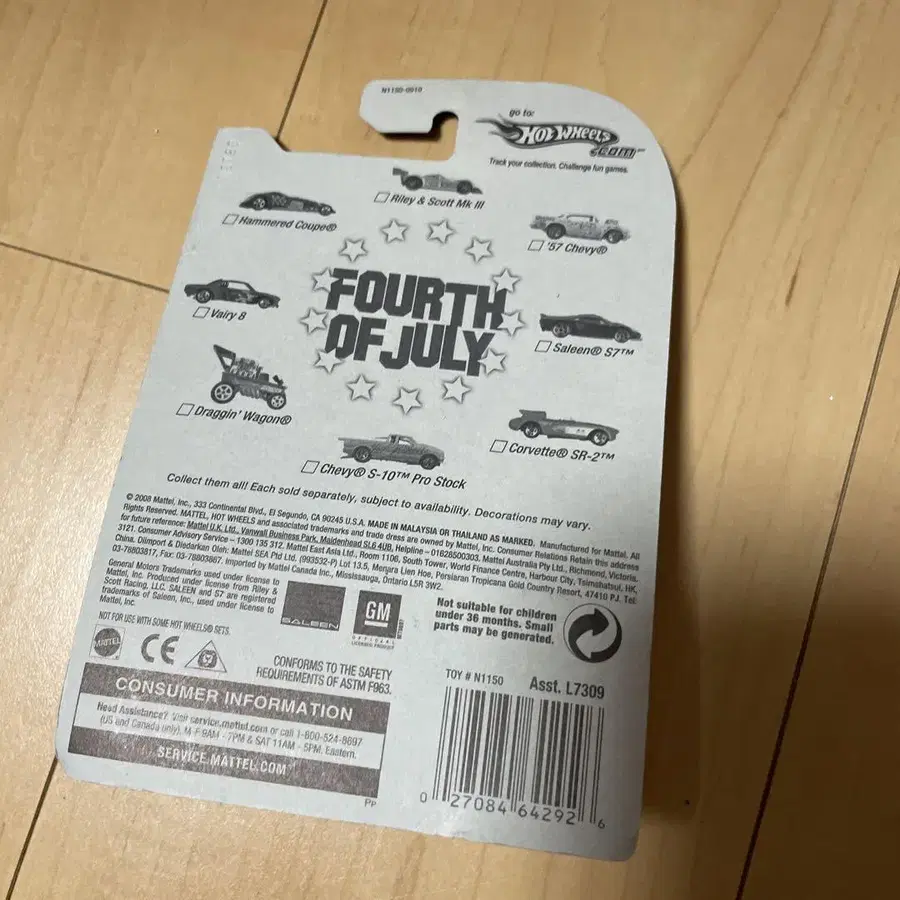 N1150-0910
go to:
HOT WHEELS
.COM
Track your collection. Challenge fun games.
Riley & Scott Mk III
Hammered Coupe®
'57 Chevy®
FOURTH
OF JULY
Vairy 8
Saleen® S7™
Draggin' Wagon®
Corvette® SR-2™
Chevy® S-10™ Pro Stock
Collect them all! Each sold separately, subject to availability. Decorations may vary.
© 2008 Mattel, Inc., 333 Continental Blvd., El Segundo, CA 90245 U.S.A. MADE IN MALAYSIA OR THAILAND AS MARKED. Manufactured for Mattel. All
Rights Reserved. MATTEL, HOT WHEELS and associated trademarks and trade dress are owned by Mattel, Inc. Consumer Relations Retain this address
for future reference: Mattel U.K. Ltd., Vanwall Business Park, Maidenhead SL6 4UB. Helpline – 01628500303. Mattel Australia Pty Ltd., Richmond, Victoria.
3121. Consumer Advisory Service – 1300 135 312. Mattel East Asia Ltd., Room 1106, South Tower, World Finance Centre, Harbour City, Tsimshatsui, HK,
China. Diimport & Diedarkan Oleh: Mattel SEA Ptd Ltd. (993532-P) Lot 13.5, Menara Lien Hoe, Persiaran Tropicana Gold Country Resort, 47410 PJ. Tel:
03-78803817, Fax: 03-78803867. Imported by Mattel Canada Inc., Mississauga, Ontario L5R 3W2.
General Motors Trademarks used under license to
Mattel, Inc. Produced under license from Riley &
Scott Racing, LLC. SALEEN and S7 are registered
trademarks of Saleen, Inc., used under license to
Mattel, Inc.
SALEEN
GM
OFFICIAL
LICENSED PRODUCT
Not suitable for children
under 36 months. Small
parts may be generated.
NOT FOR USE WITH SOME HOT WHEELS® SETS.
MATTEL
CE
CONFORMS TO THE SAFETY
REQUIREMENTS OF ASTM F963.
TOY # N1150 Asst. L7309
CONSUMER INFORMATION
Need Assistance? Visit service.mattel.com or call 1-800-524-8697
(US and Canada only). M-F 9AM - 7PM & SAT 11AM - 5PM. Eastern.
SERVICE.MATTEL.COM
PP
0 27084 64292 6